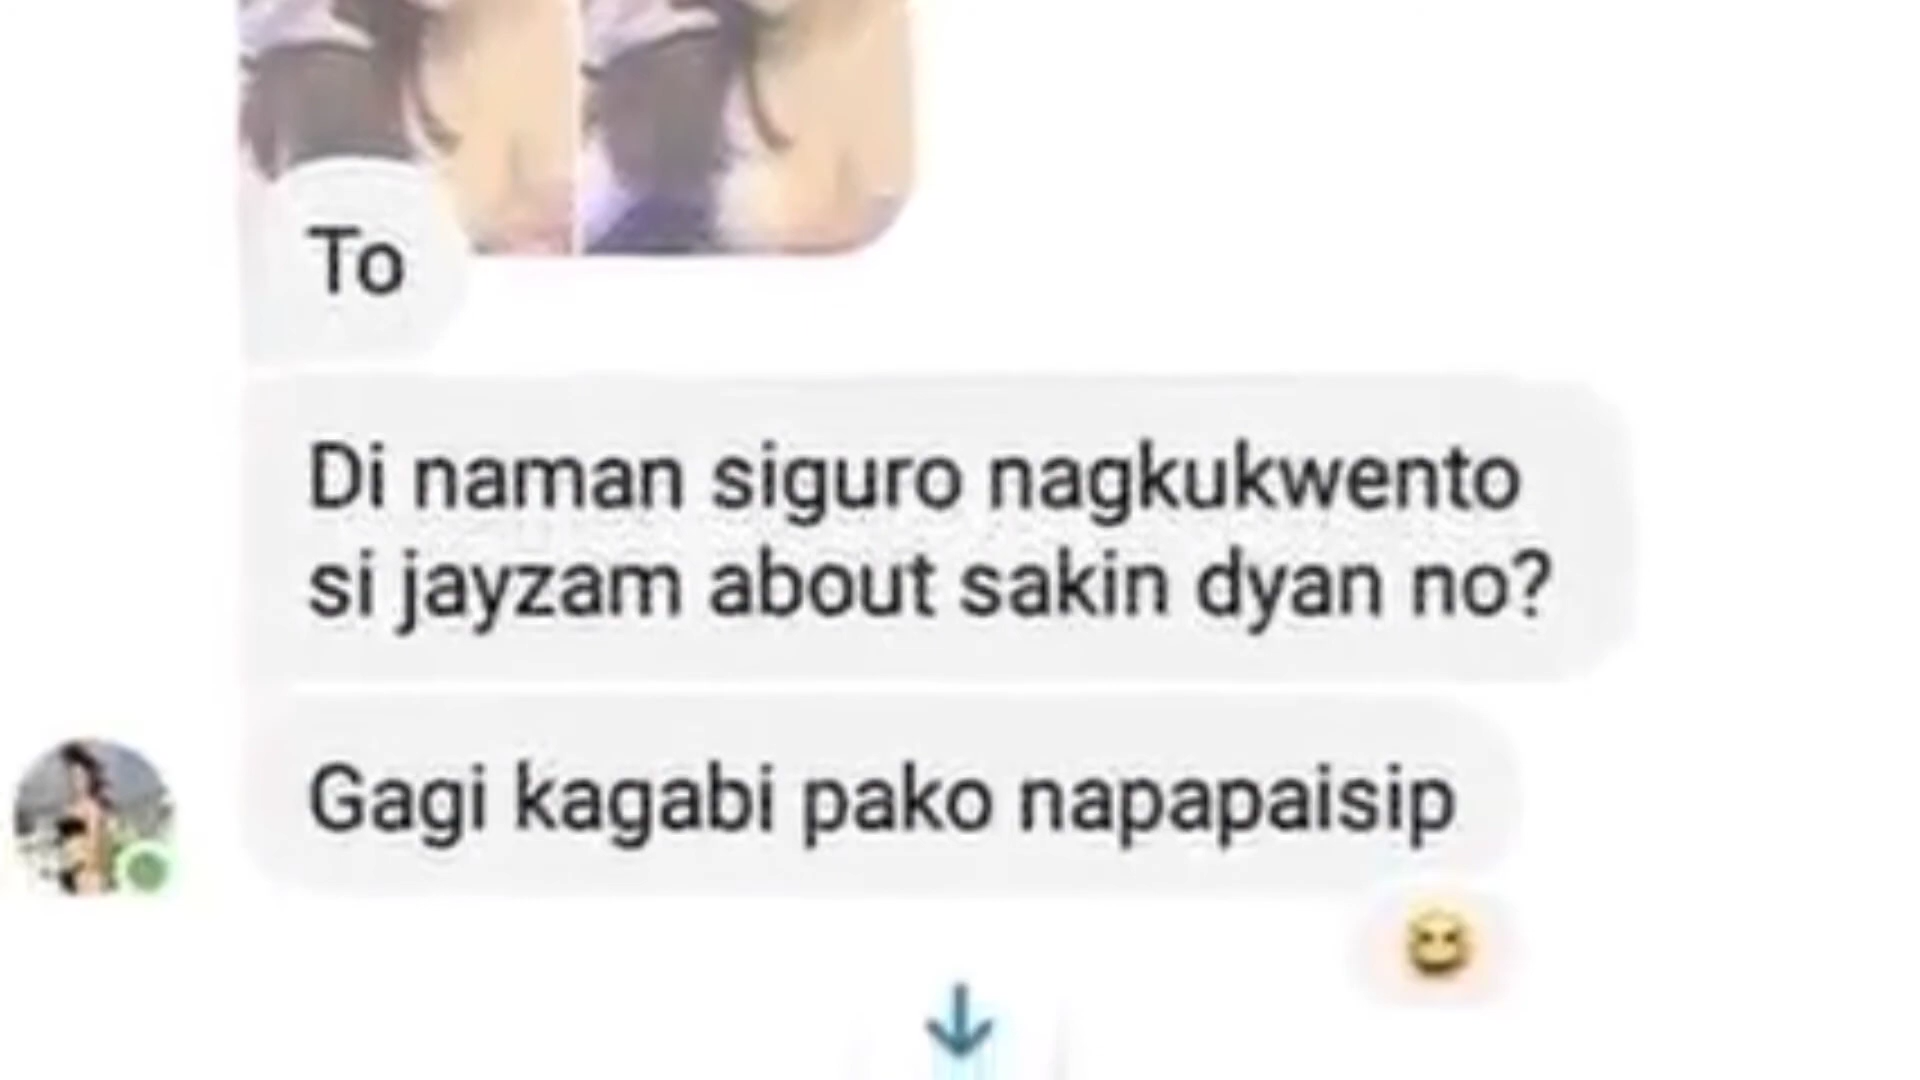 To
Di naman siguro nagkukwento
si jayzam about sakin dyan no?
Gagi kagabi pako napapaisip